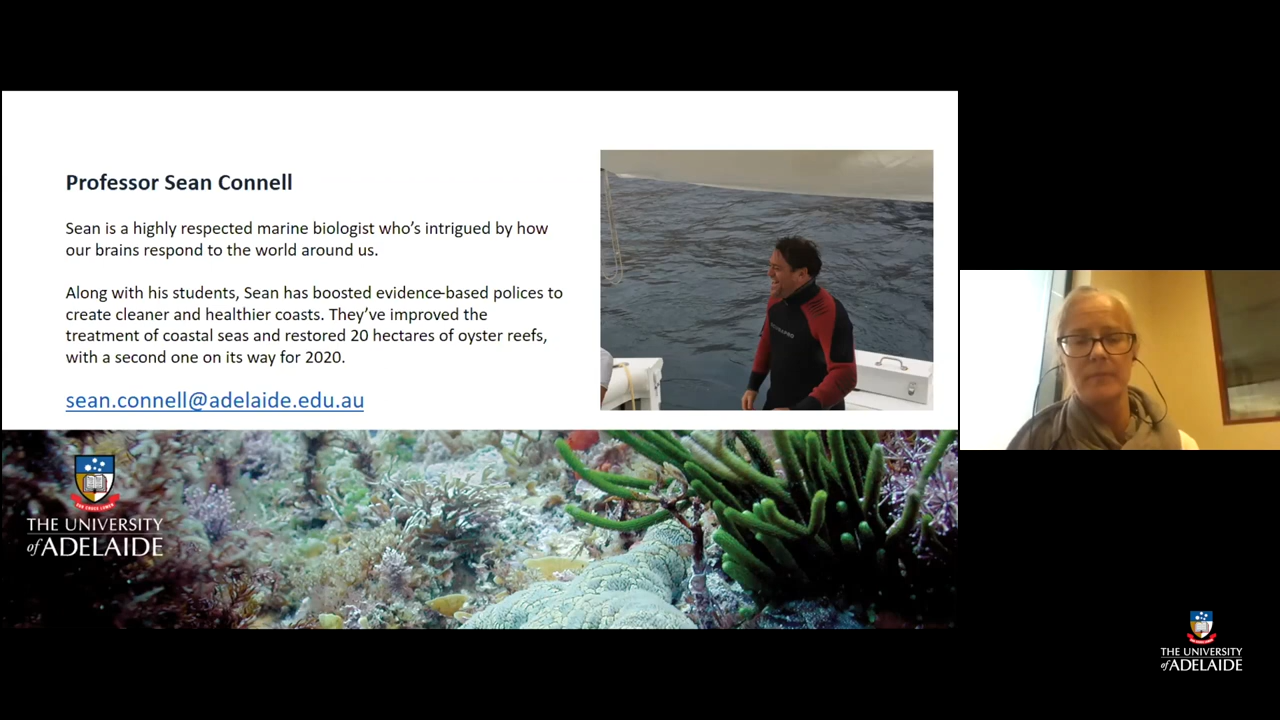 Professor Sean Connell
Sean is a highly respected marine biologist who's intrigued by how
our brains respond to the world around us.
Along with his students, Sean has boosted evidence-based polices to
create cleaner and healthier coasts. They've improved the
treatment of coastal seas and restored 20 hectares of oyster reefs,
with a second one on its way for 2020.
sean.connell@adelaide.edu.au
THE UNIVERSITY
of ADELAIDE
THE UNIVERSITY
of ADELAIDE